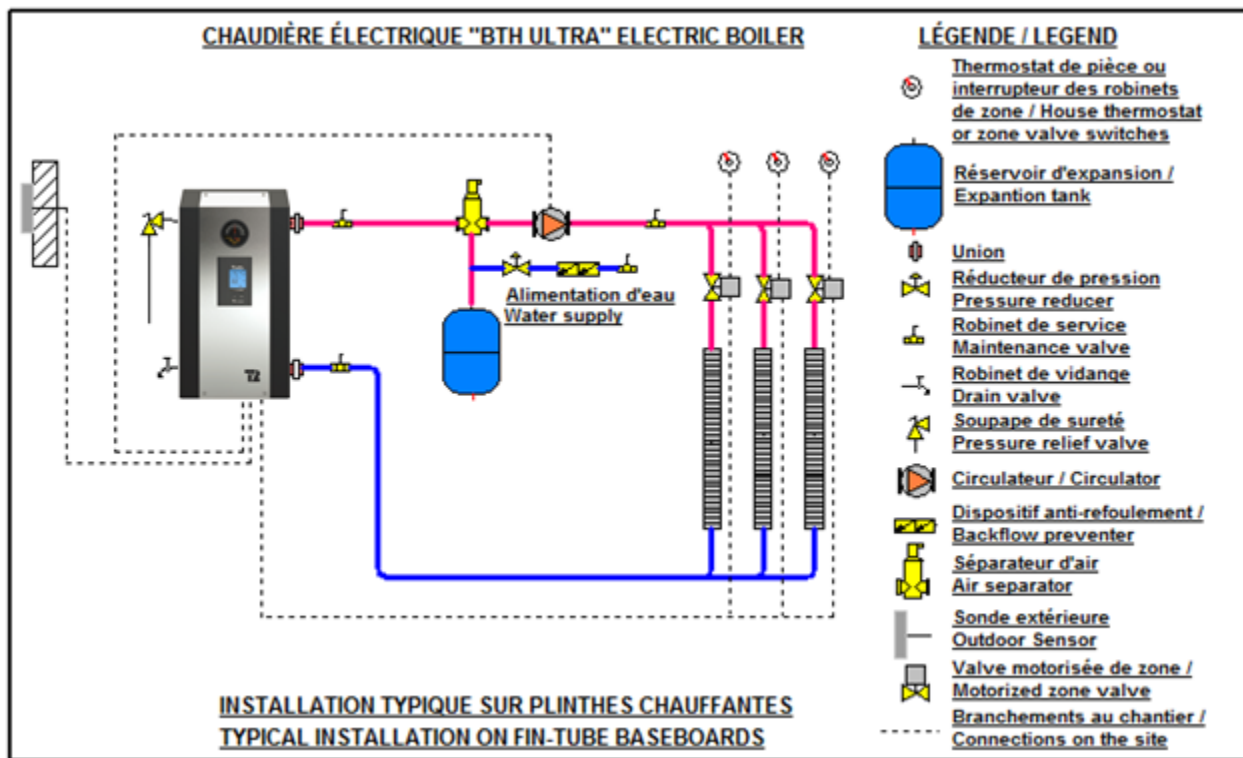 CHAUDIÈRE ÉLECTRIQUE "BTH ULTRA" ELECTRIC BOILER
LÉGENDE / LEGEND
Thermostat de pièce ou
interrupteur des robinets
de zone / House thermostat
or zone valve switches
Réservoir d'expansion /
Expantion tank
Union
Réducteur de pression
Pressure reducer
Robinet de service
Maintenance valve
Robinet de vidange
Drain valve
Soupape de sureté
Pressure relief valve
Circulateur / Circulator
Dispositif anti-refoulement /
Backflow preventer
Séparateur d'air
Air separator
Sonde extérieure
Outdoor Sensor
Valve motorisée de zone /
Motorized zone valve
Branchements au chantier /
Connections on the site
Alimentation d'eau
Water supply
INSTALLATION TYPIQUE SUR PLINTHES CHAUFFANTES
TYPICAL INSTALLATION ON FIN-TUBE BASEBOARDS